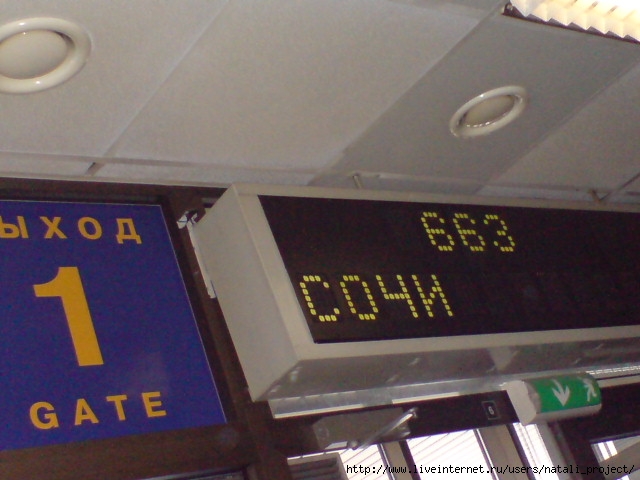 ЫХОД
1
GATE
663
СОЧИ
http://www.liveinternet.ru/users/natali_project/